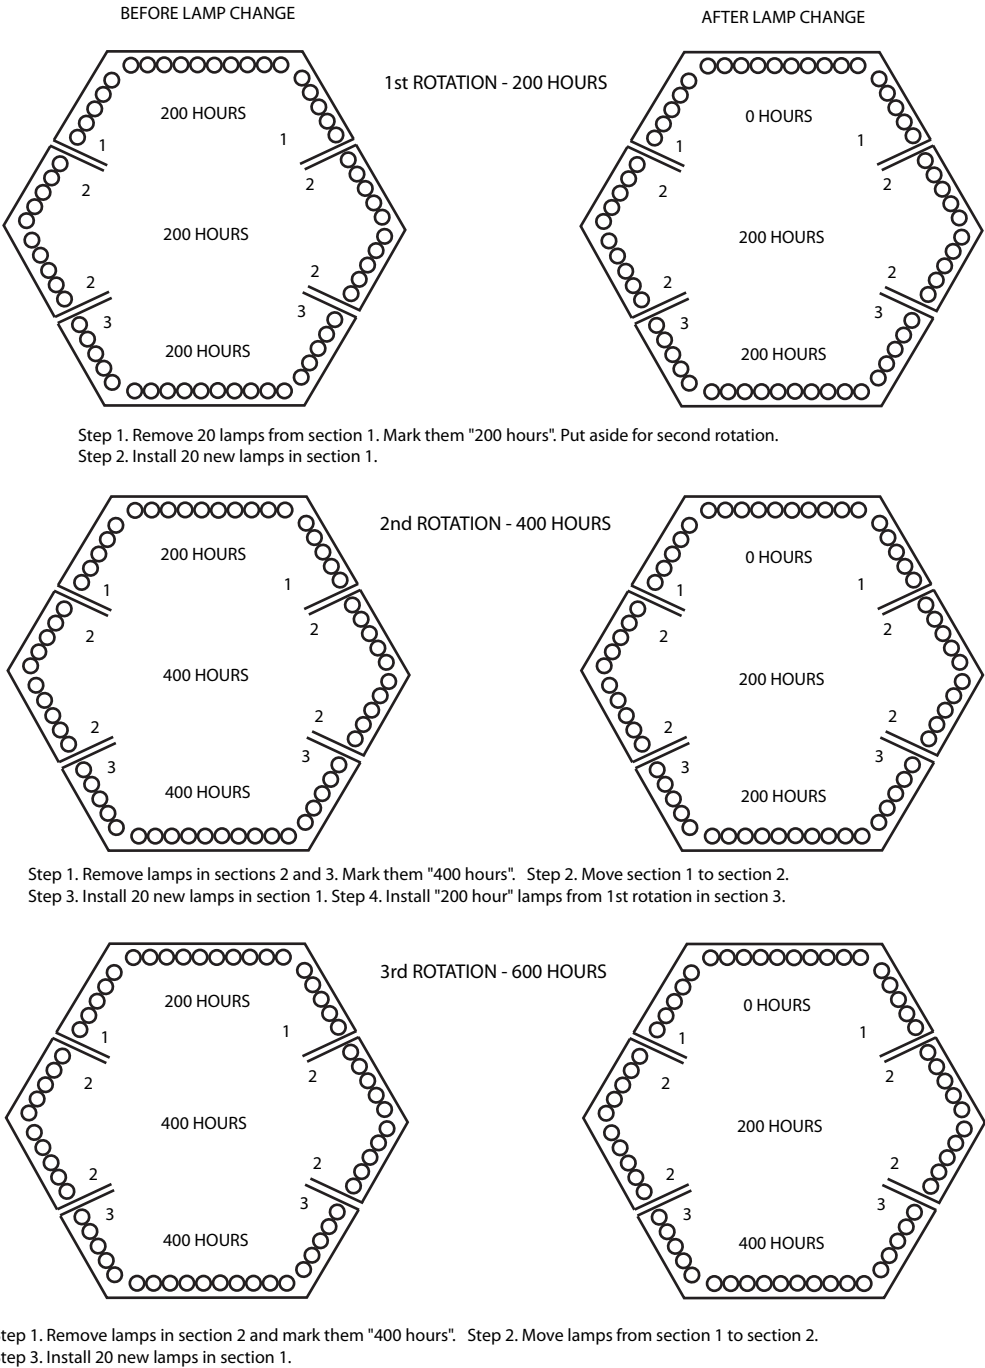 BEFORE LAMP CHANGE
AFTER LAMP CHANGE
1st ROTATION - 200 HOURS
200 HOURS
1
1
2
2
200 HOURS
2
2
3
3
200 HOURS
0 HOURS
1
1
2
2
200 HOURS
2
2
3
3
200 HOURS
Step 1. Remove 20 lamps from section 1. Mark them "200 hours". Put aside for second rotation.
Step 2. Install 20 new lamps in section 1.
2nd ROTATION - 400 HOURS
200 HOURS
1
1
2
2
400 HOURS
2
2
3
3
400 HOURS
0 HOURS
1
1
2
2
200 HOURS
2
2
3
3
200 HOURS
Step 1. Remove lamps in sections 2 and 3. Mark them "400 hours". Step 2. Move section 1 to section 2.
Step 3. Install 20 new lamps in section 1. Step 4. Install "200 hour" lamps from 1st rotation in section 3.
3rd ROTATION - 600 HOURS
200 HOURS
1
1
2
2
400 HOURS
2
2
3
3
400 HOURS
0 HOURS
1
1
2
2
200 HOURS
2
2
3
3
400 HOURS
tep 1. Remove lamps in section 2 and mark them "400 hours". Step 2. Move lamps from section 1 to section 2.
tep 3. Install 20 new lamps in section 1.